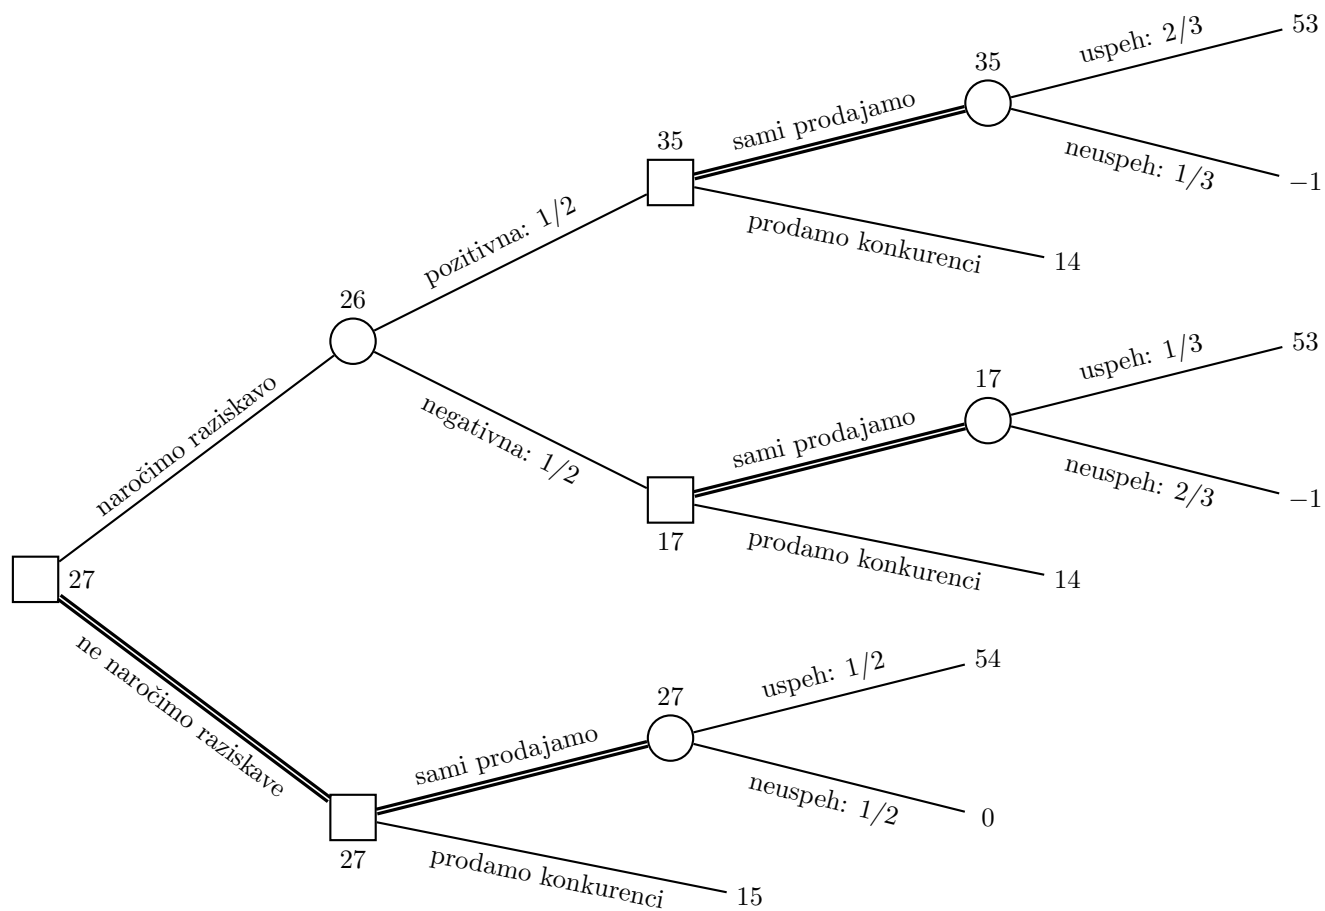 uspeh: 2/3
53
35
sami prodajamo
neuspeh: 1/3
−1
35
prodamo konkurenci
14
pozitivna: 1/2
26
uspeh: 1/3
53
17
sami prodajamo
neuspeh: 2/3
−1
negativna: 1/2
17
prodamo konkurenci
14
naročimo raziskavo
27
ne naročimo raziskave
uspeh: 1/2
54
27
sami prodajamo
neuspeh: 1/2
0
27
prodamo konkurenci
15